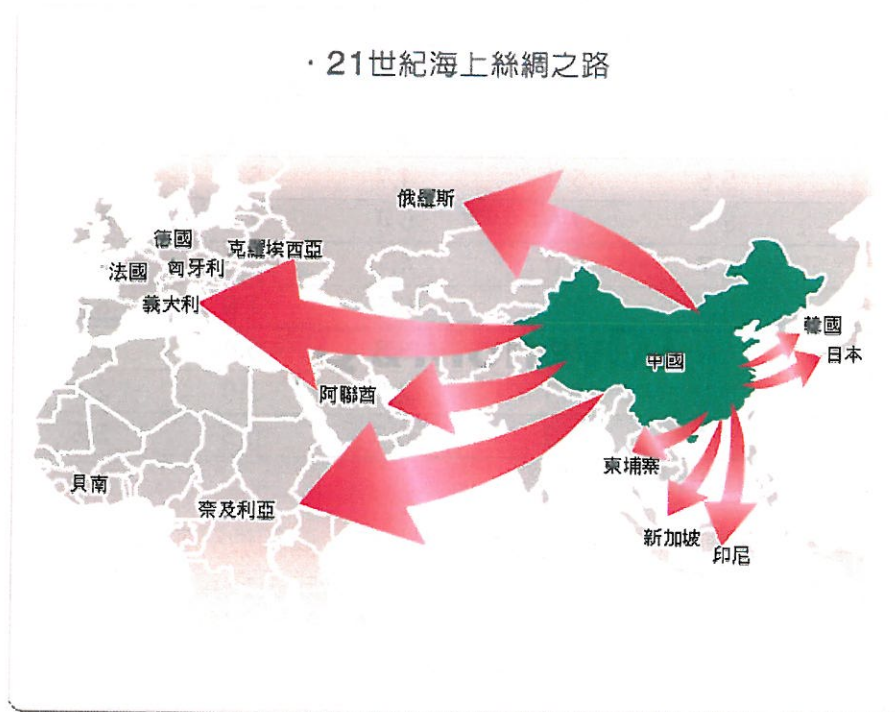 ·21世紀海上絲綢之路
俄羅斯
德國
克羅埃西亞
法國
匈牙利
義大利
韓國
中國
日本
阿聯酋
柬埔寨
貝南
奈及利亞
新加坡
印尼